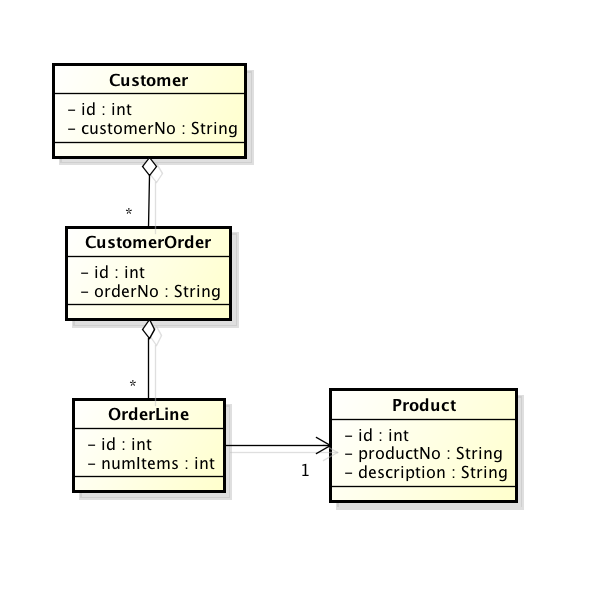 Customer
– id : int
– customerNo : String
*
CustomerOrder
– id : int
– orderNo : String
*
OrderLine
– id : int
– numItems : int
1
Product
– id : int
– productNo : String
– description : String